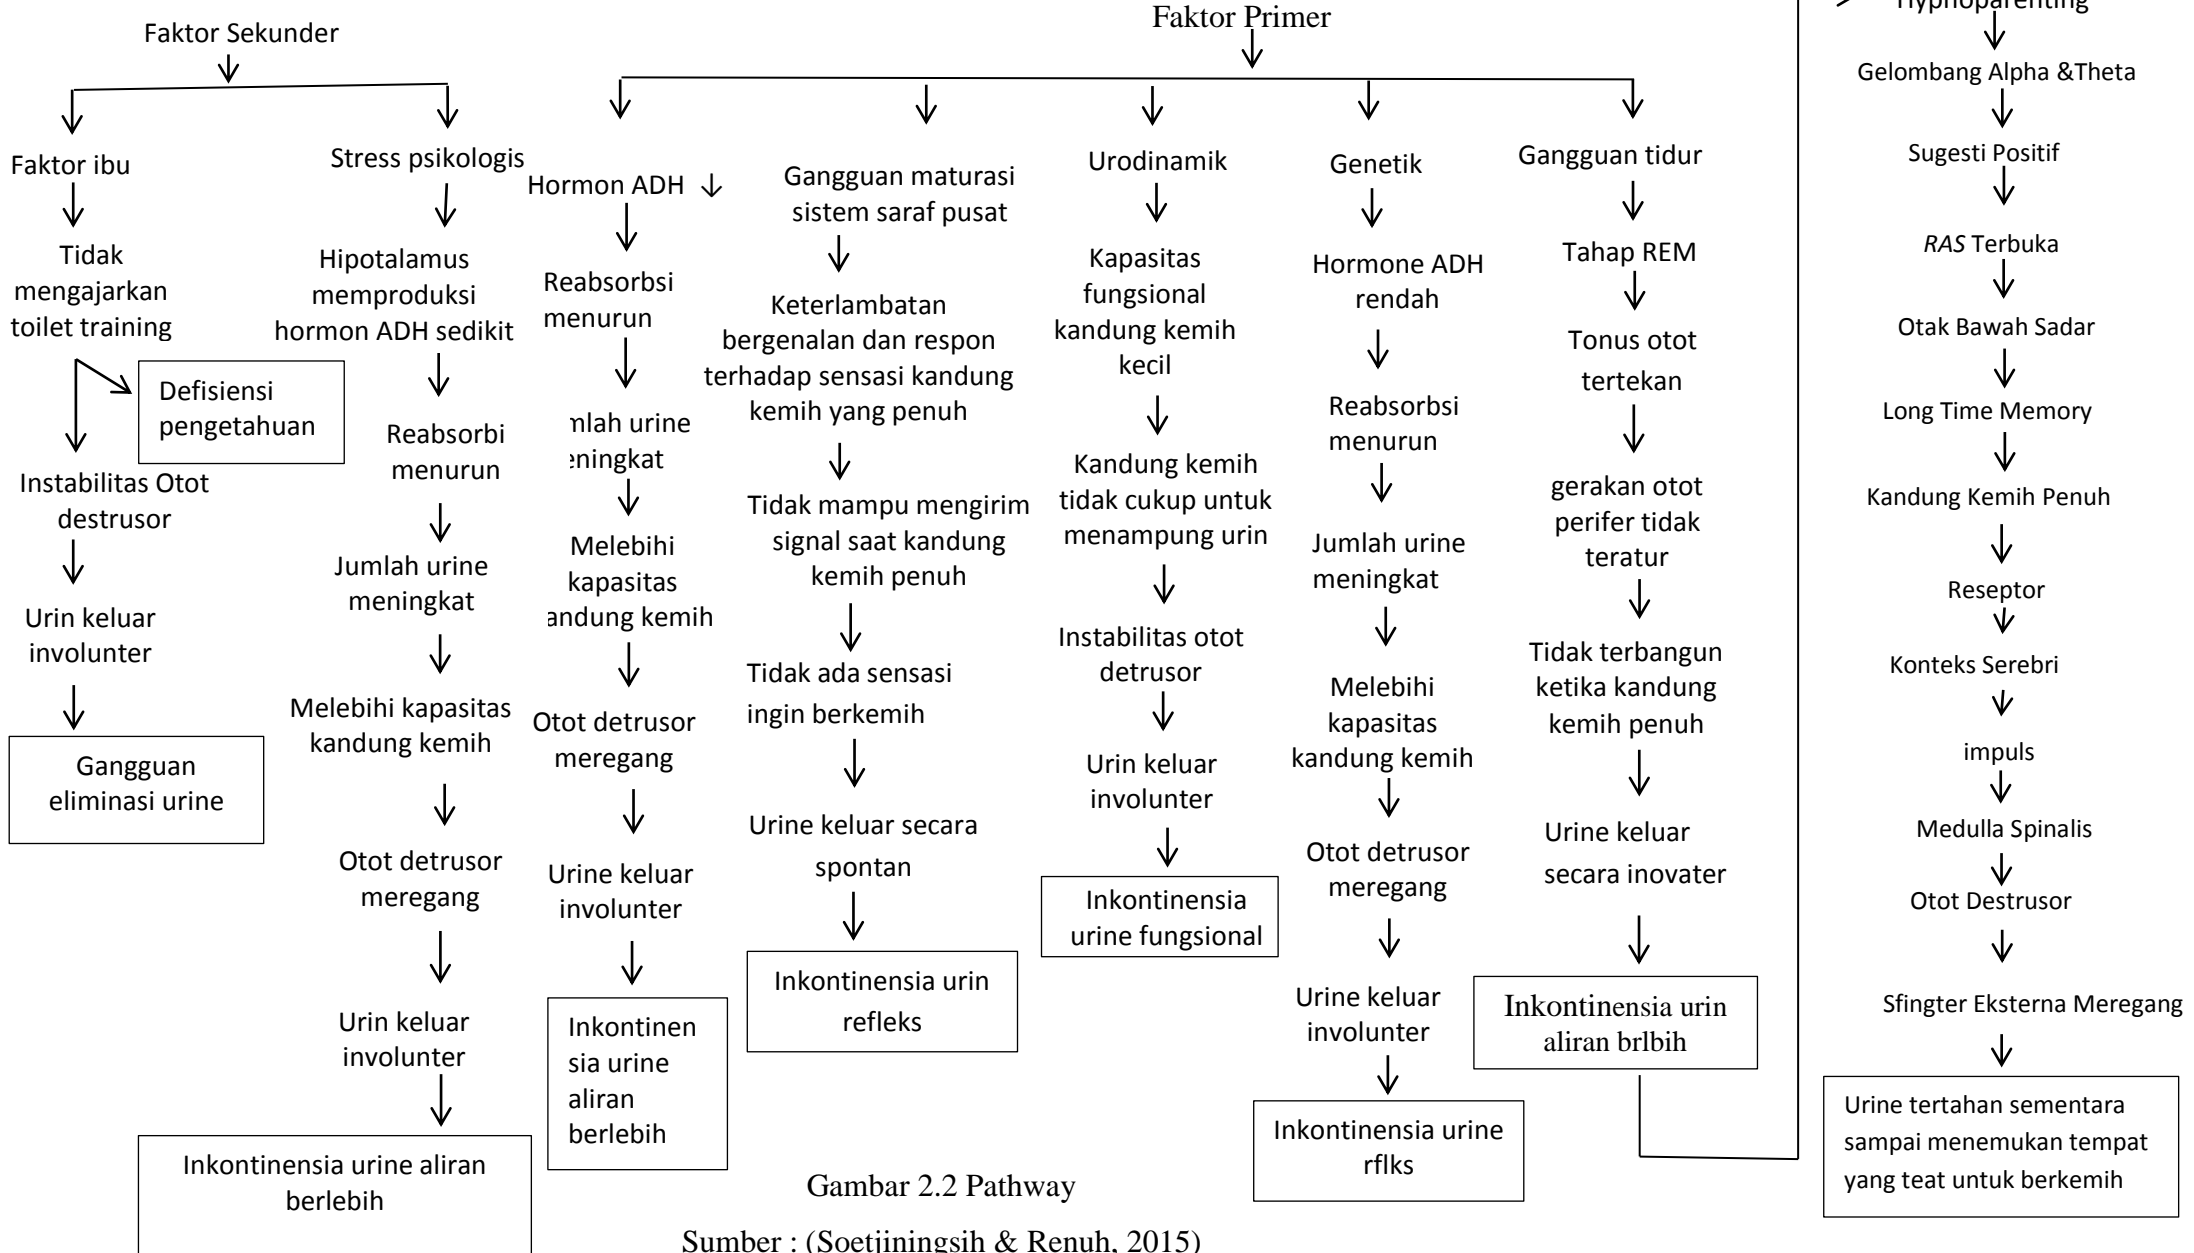 Faktor Sekunder
Faktor ibu
Tidak
mengajarkan
toilet training
Defisiensi
pengetahuan
Instabilitas Otot
destrusor
Urin keluar
involunter
Gangguan
eliminasi urine
Stress psikologis
Hipotalamus
memproduksi
hormon ADH sedikit
Reabsorbi
menurun
Jumlah urine
meningkat
Melebihi kapasitas
kandung kemih
Otot detrusor
meregang
Urin keluar
involunter
Inkontinensia urine aliran
berlebih
Faktor Primer
Hormon ADH ↓
Reabsorbsi
menurun
mlah urine
eningkat
Melebihi
kapasitas
andung kemih
Otot detrusor
meregang
Urine keluar
involunter
Inkontinen
sia urine
aliran
berlebih
Gangguan maturasi
sistem saraf pusat
Keterlambatan
bergenalan dan respon
terhadap sensasi kandung
kemih yang penuh
Tidak mampu mengirim
signal saat kandung
kemih penuh
Tidak ada sensasi
ingin berkemih
Urine keluar secara
spontan
Inkontinensia urin
refleks
Urodinamik
Kapasitas
fungsional
kandung kemih
kecil
Kandung kemih
tidak cukup untuk
menampung urin
Instabilitas otot
detrusor
Urin keluar
involunter
Inkontinensia
urine fungsional
Genetik
Hormone ADH
rendah
Reabsorbsi
menurun
Jumlah urine
meningkat
Melebihi
kapasitas
kandung kemih
Otot detrusor
meregang
Urine keluar
involunter
Inkontinensia urine
rflks
Gangguan tidur
Tahap REM
Tonus otot
tertekan
gerakan otot
perifer tidak
teratur
Tidak terbangun
ketika kandung
kemih penuh
Urine keluar
secara inovater
Inkontinensia urin
aliran brlbih
Hypnoparenting
Gelombang Alpha &Theta
Sugesti Positif
RAS Terbuka
Otak Bawah Sadar
Long Time Memory
Kandung Kemih Penuh
Reseptor
Konteks Serebri
impuls
Medulla Spinalis
Otot Destrusor
Sfingter Eksterna Meregang
Urine tertahan sementara
sampai menemukan tempat
yang teat untuk berkemih
Gambar 2.2 Pathway
Sumber : (Soetjiningsih & Renuh, 2015)